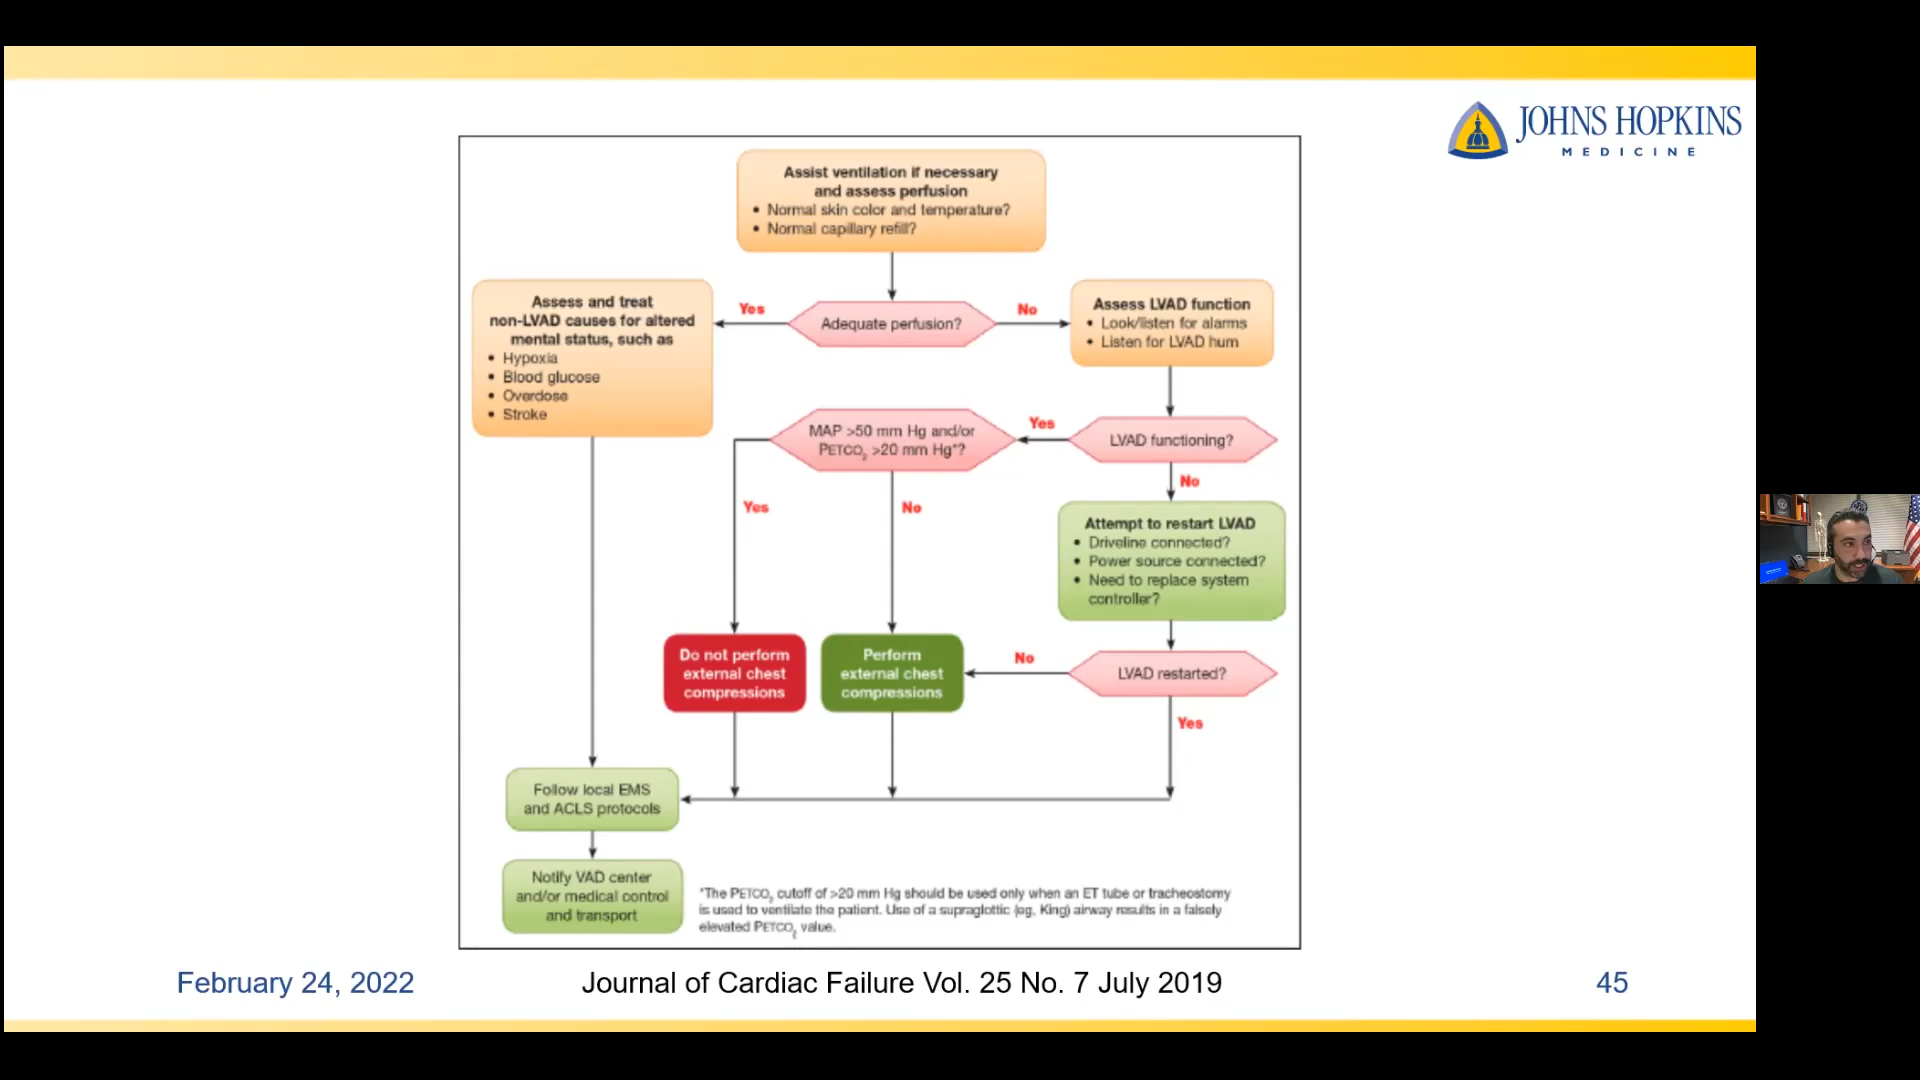 JOHNS HOPKINS
MEDICINE
Assist ventilation if necessary
and assess perfusion
• Normal skin color and temperature?
• Normal capillary refill?
Adequate perfusion?
Yes
No
Assess and treat
non-LVAD causes for altered
mental status, such as
• Hypoxia
• Blood glucose
• Overdose
• Stroke
Assess LVAD function
• Look/listen for alarms
• Listen for LVAD hum
LVAD functioning?
Yes
No
MAP >50 mm Hg and/or
PETCO₂ >20 mm Hg*?
Yes
No
Attempt to restart LVAD
• Driveline connected?
• Power source connected?
• Need to replace system
controller?
Do not perform
external chest
compressions
Perform
external chest
compressions
No
LVAD restarted?
Yes
Follow local EMS
and ACLS protocols
Notify VAD center
and/or medical control
and transport
*The PETCO₂ cutoff of >20 mm Hg should be used only when an ET tube or tracheostomy
is used to ventilate the patient. Use of a supraglottic (eg, King) airway results in a falsely
elevated PETCO₂ value.
February 24, 2022
Journal of Cardiac Failure Vol. 25 No. 7 July 2019
45